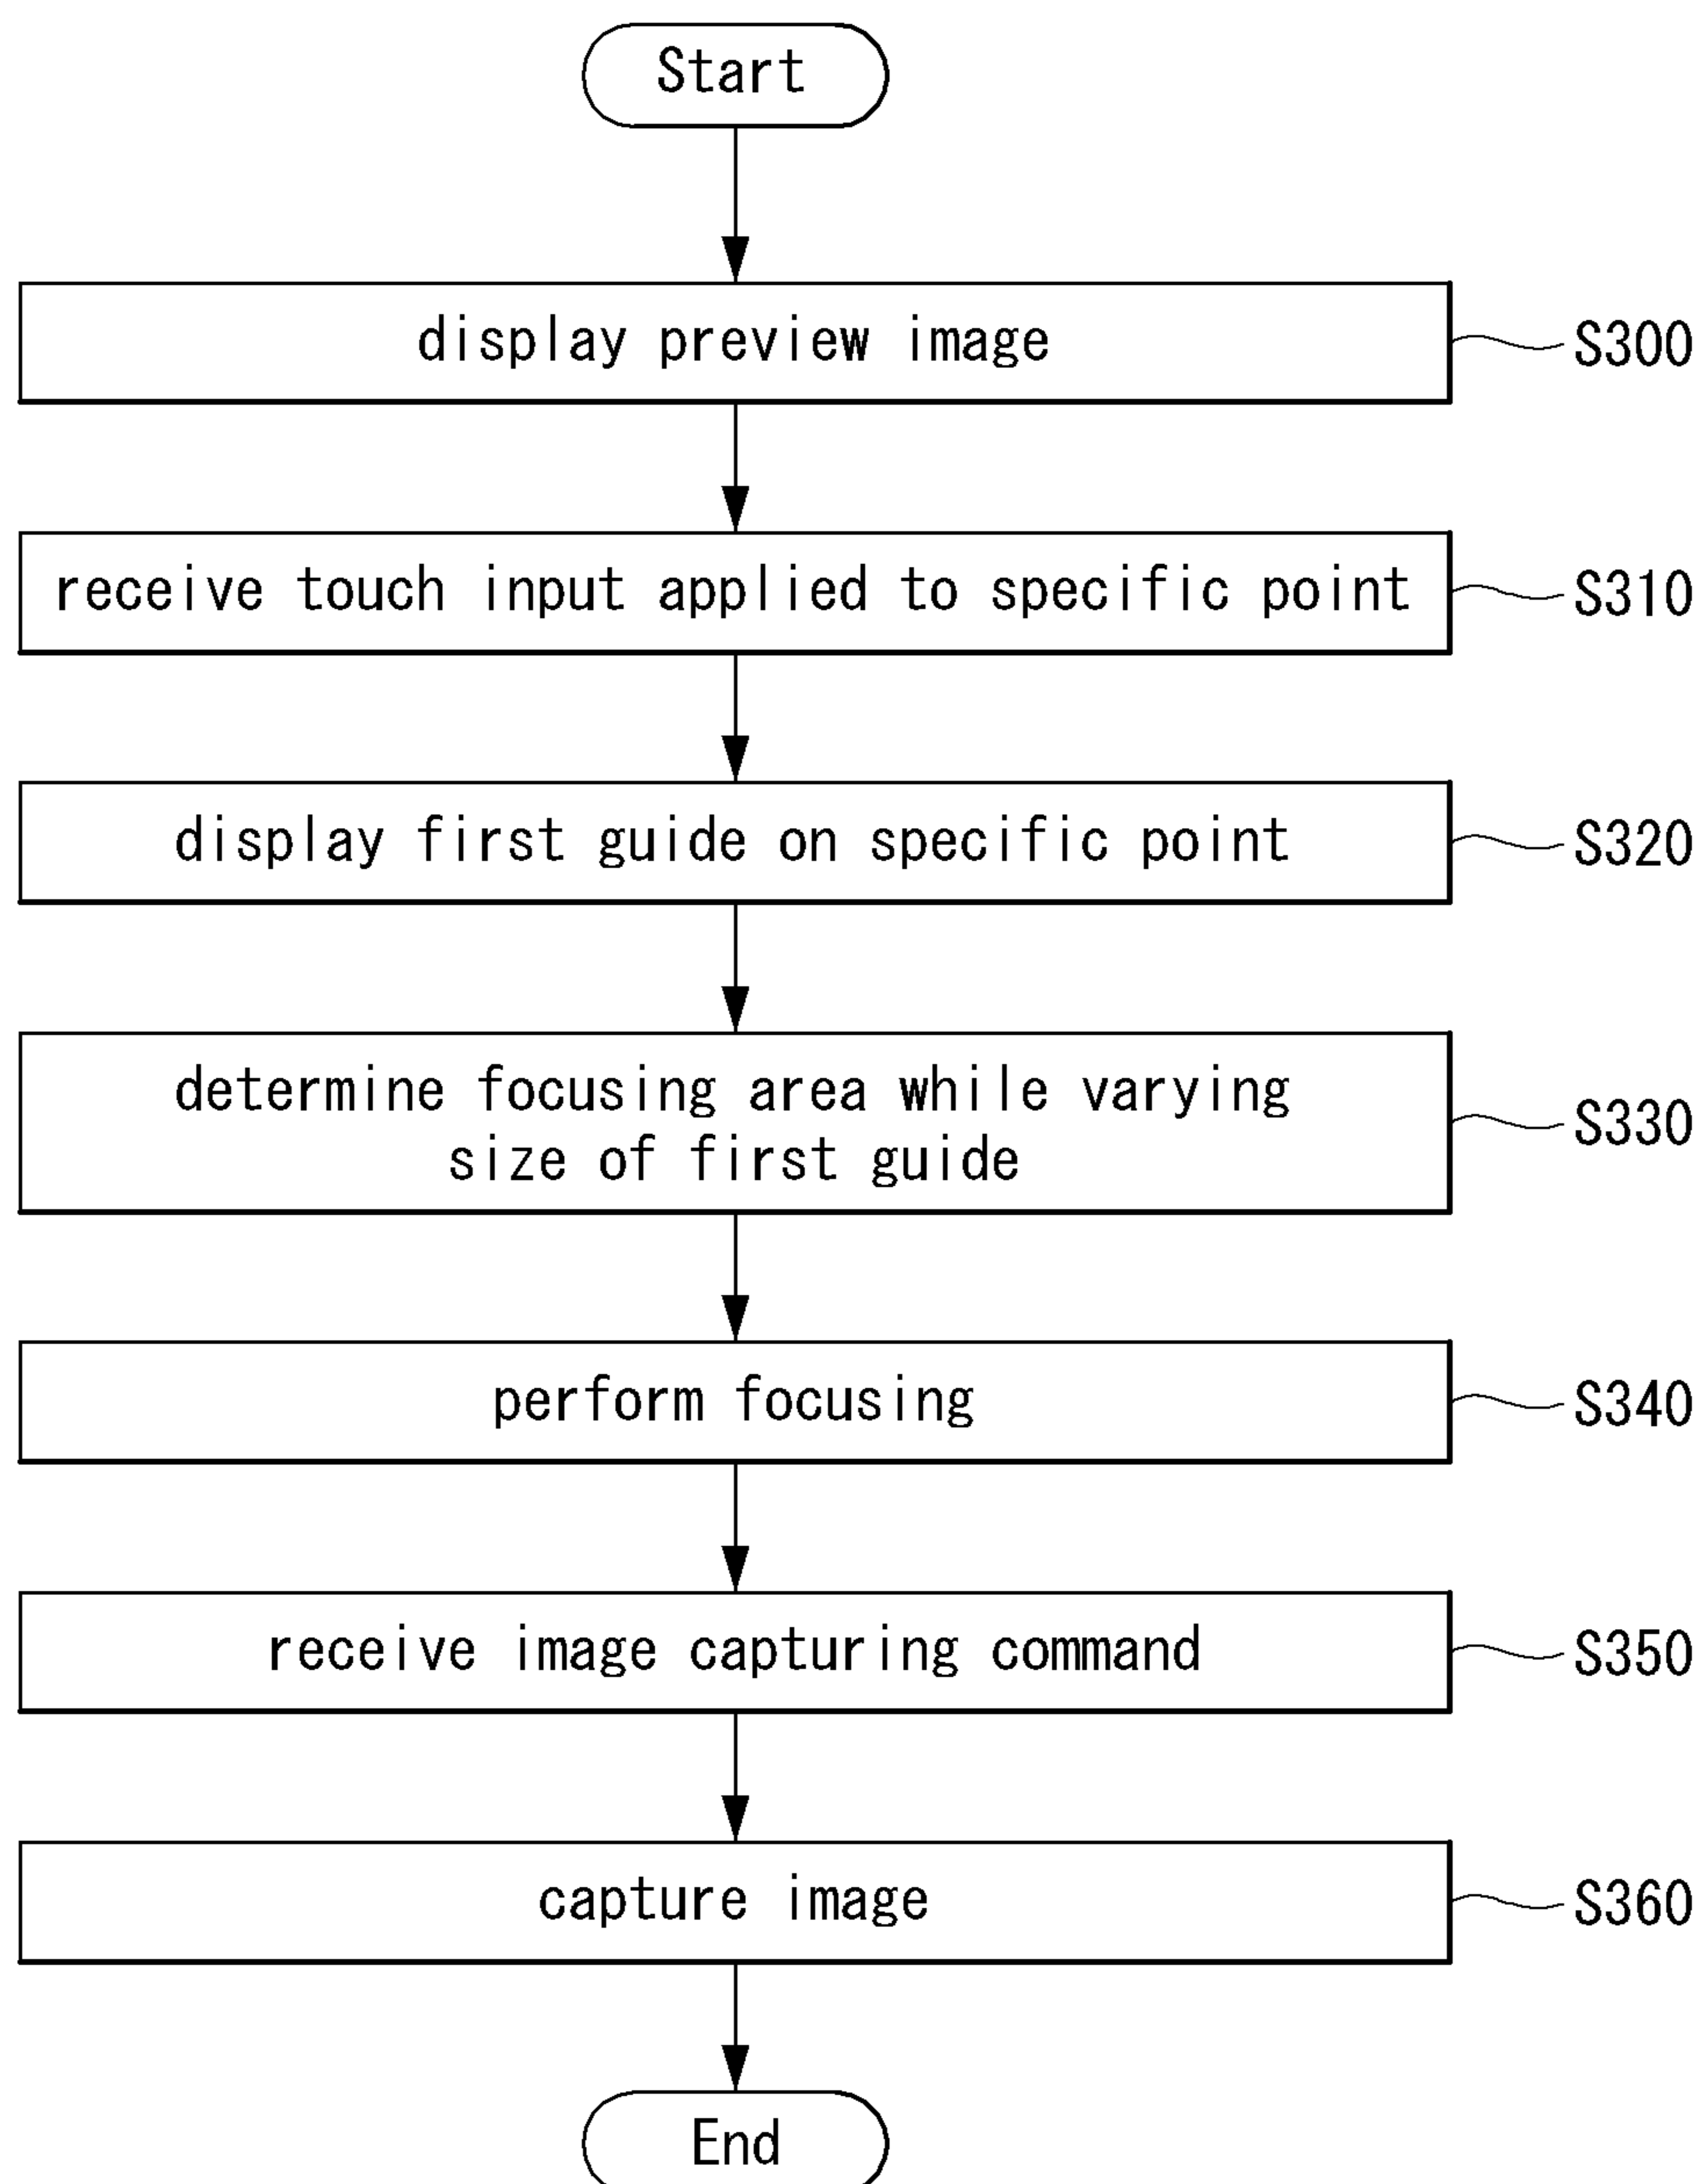 Start
display preview image
S300
receive touch input applied to specific point
S310
display first guide on specific point
S320
determine focusing area while varying
size of first guide
S330
perform focusing
S340
receive image capturing command
S350
capture image
S360
End